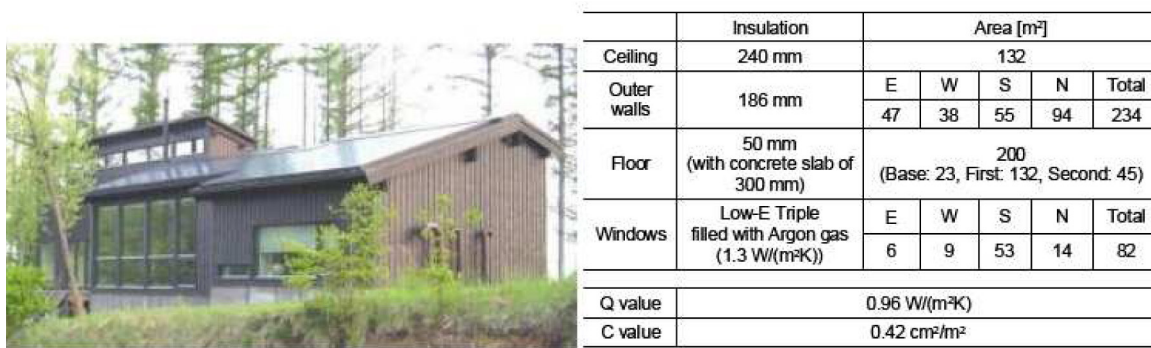 Insulation Area [m²]
Ceiling 240 mm 132
Outer walls 186 mm E W S N Total
47 38 55 94 234
Floor 50 mm (with concrete slab of 300 mm) 200 (Base: 23, First: 132, Second: 45)
Windows Low-E Triple filled with Argon gas (1.3 W/(m²K)) E W S N Total
6 9 53 14 82
Q value 0.96 W/(m²K)
C value 0.42 cm²/m²